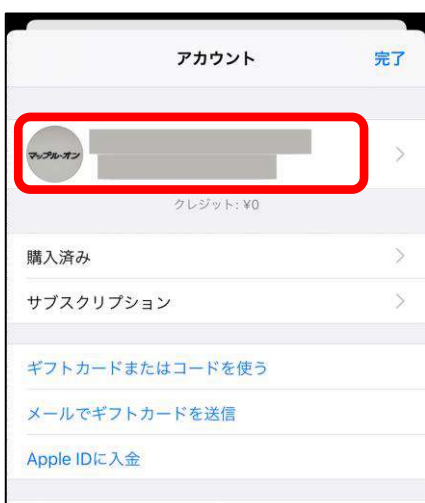 アカウント
完了
マップル・オン
クレジット: ¥0
購入済み
サブスクリプション
ギフトカードまたはコードを使う
メールでギフトカードを送信
Apple IDに入金